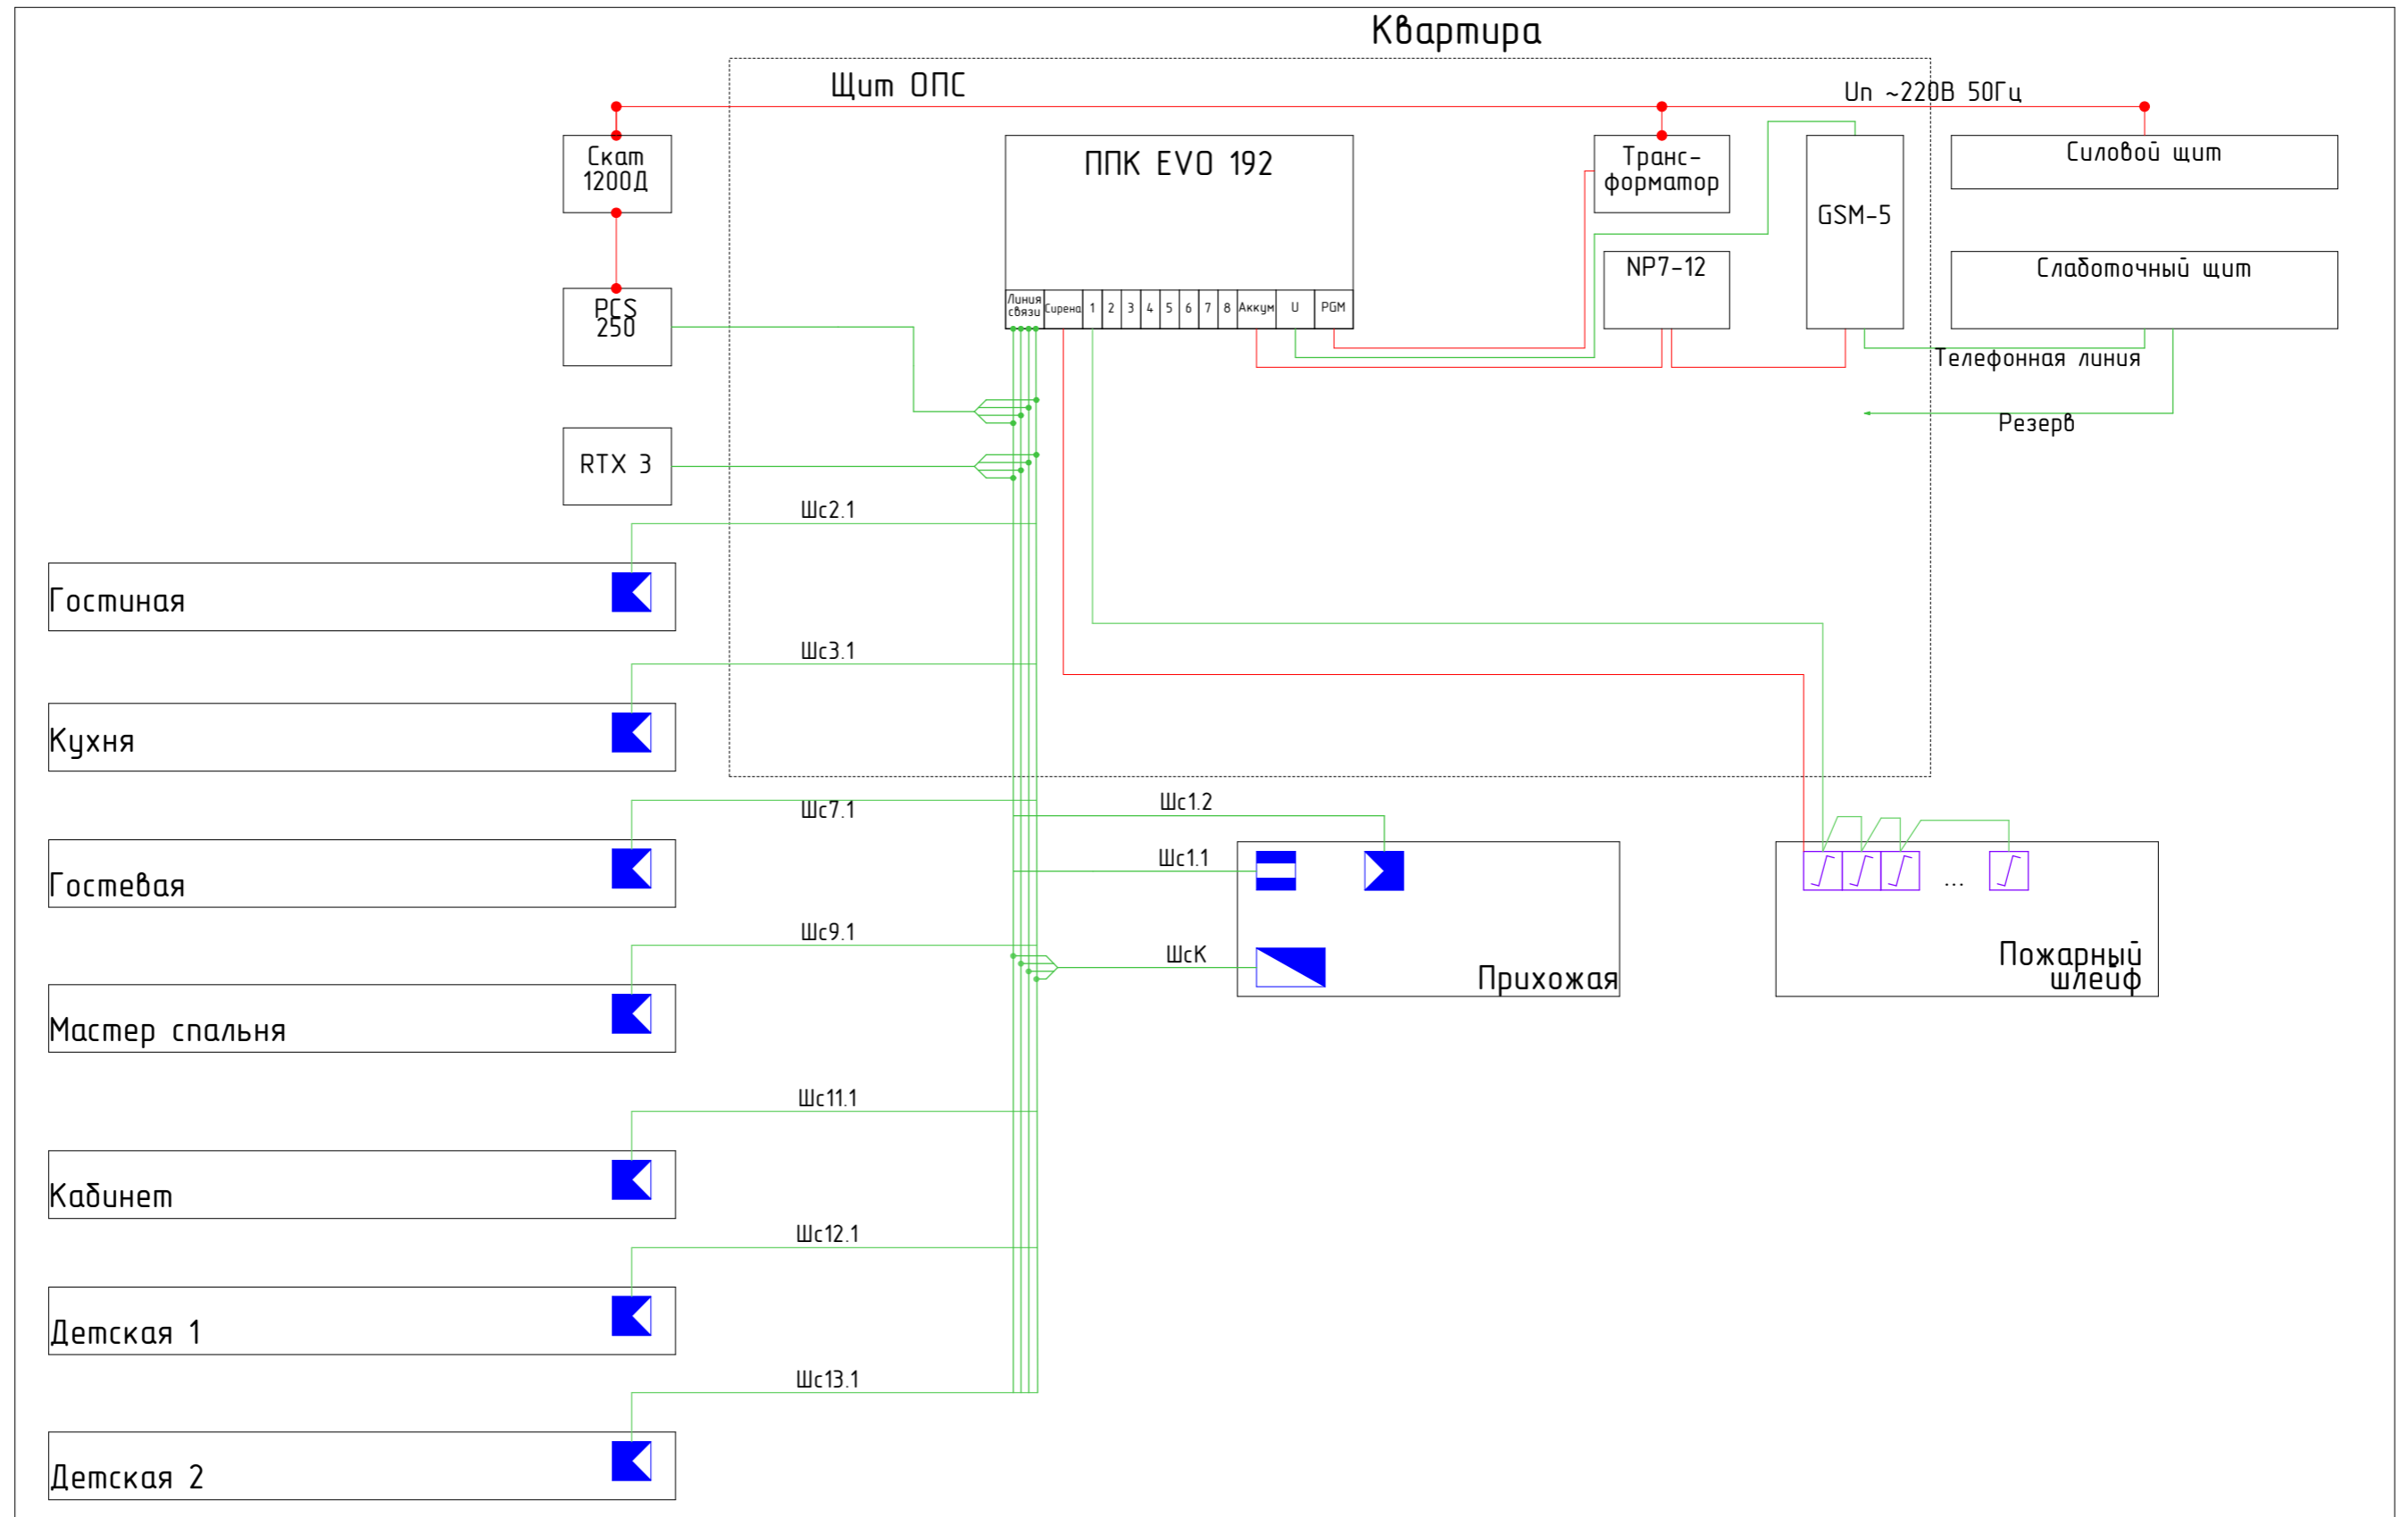 Квартира
Щит ОПС
Uп ~220В 50Гц
Скат
1200Д
ППК EVO 192
Транс-
форматор
GSM-5
Силовой щит
NP7-12
Слаботочный щит
PCS
250
Линия
связи
Сирена
1
2
3
4
5
6
7
8
Аккум
U
PGM
Телефонная линия
Резерв
RTX 3
Шс2.1
Гостиная
Шс3.1
Кухня
Шс7.1
Шс1.2
Гостевая
Шс1.1
...
Шс9.1
ШсК
Прихожая
Пожарный
шлейф
Мастер спальня
Шс11.1
Кабинет
Шс12.1
Детская 1
Шс13.1
Детская 2